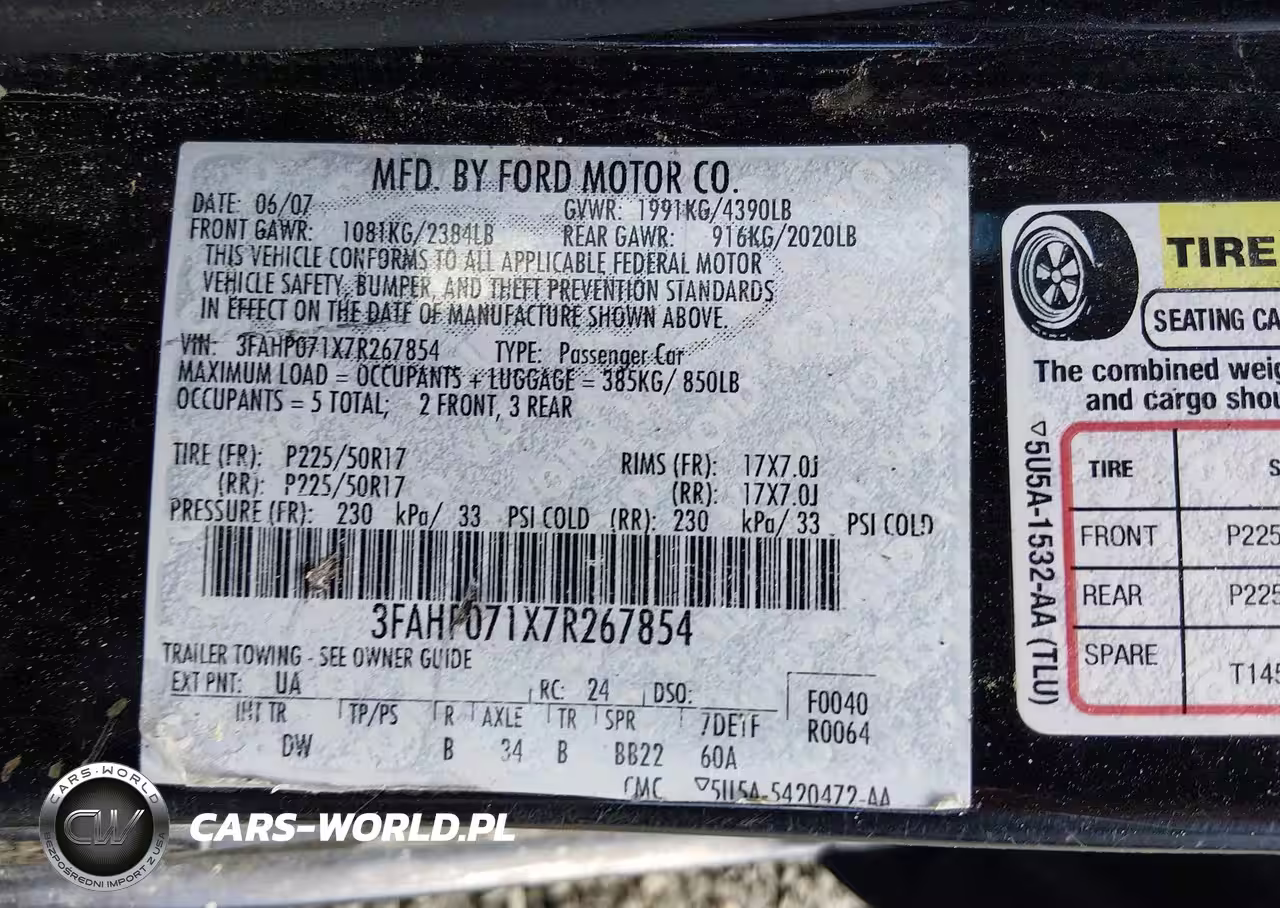 MFD. BY FORD MOTOR CO.
DATE: 06/07 GVWR: 1991KG/4390LB
FRONT GAWR: 1081KG/2384LB REAR GAWR: 916KG/2020LB
THIS VEHICLE CONFORMS TO ALL APPLICABLE FEDERAL MOTOR
VEHICLE SAFETY, BUMPER, AND THEFT PREVENTION STANDARDS
IN EFFECT ON THE DATE OF MANUFACTURE SHOWN ABOVE.
VIN: 3FAHP071X7R267854 TYPE: Passenger Car
MAXIMUM LOAD = OCCUPANTS + LUGGAGE = 385KG/ 850LB
OCCUPANTS = 5 TOTAL; 2 FRONT, 3 REAR
TIRE (FR): P225/50R17 RIMS (FR): 17X7.0J
(RR): P225/50R17 (RR): 17X7.0J
PRESSURE (FR): 230 kPa/ 33 PSI COLD (RR): 230 kPa/ 33 PSI COLD
3FAHP071X7R267854
TRAILER TOWING - SEE OWNER GUIDE
EXT PNT: UA RC: 24 DSO: F0040
INT TR TP/PS R AXLE TR SPR 7DETF R0064
DW B 34 B BB22 60A
CMC ▽5U5A-5420472-AA
TIRE
SEATING CA
The combined weig
and cargo shou
▽5U5A-1532-AA (TLU)
TIRE S
FRONT P225
REAR P225
SPARE T145
CARS-WORLD
CW
BEZPOŚREDNI IMPORT Z USA
CARS-WORLD.PL